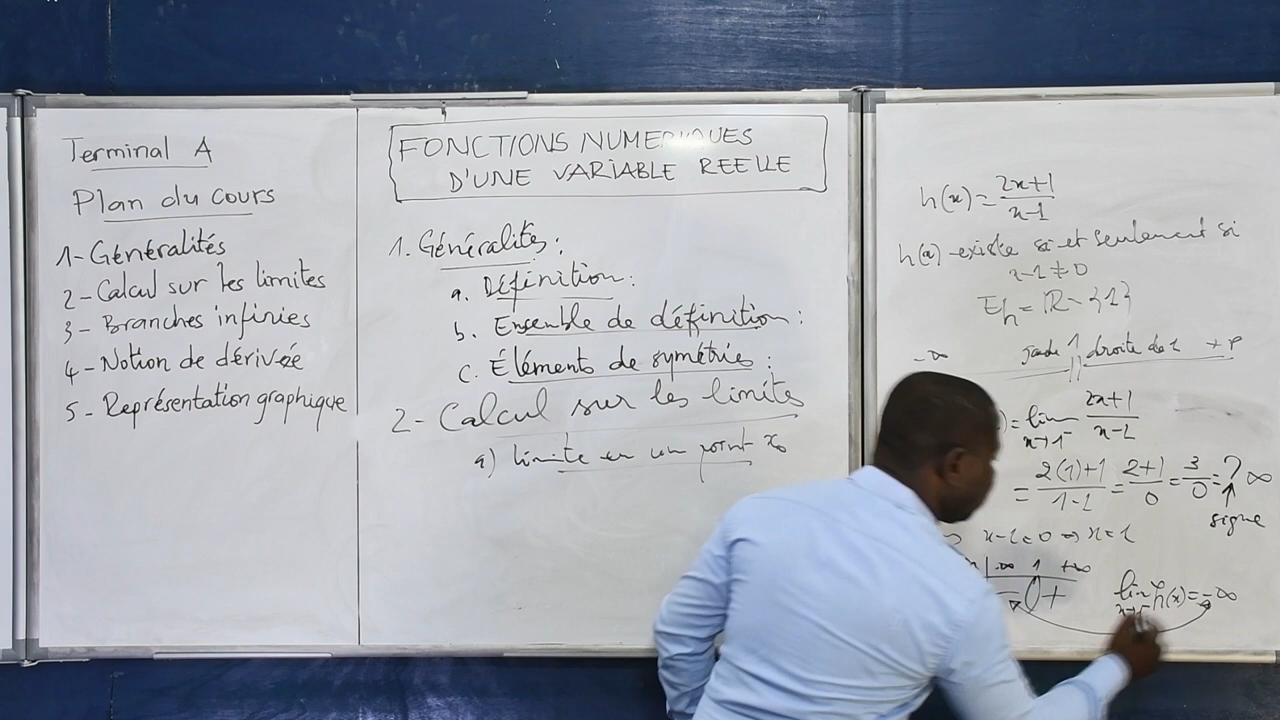 Terminal A
Plan du cours
1- Généralités
2- Calcul sur les limites
3- Branches infinies
4- Notion de dérivée
5- Représentation graphique
FONCTIONS NUMERIQUES
D'UNE VARIABLE REELLE
1. Généralités:
a. Définition:
b. Ensemble de définition:
c. Éléments de symétrie:
2- Calcul sur les limites
a) limite en un point x₀
h(x) = 2x+1/x-1
h(x) existe si et seulement si
x-1 ≠ 0
Eh = ℝ - {1}
-∞ 1 droite de 1
) = lim x→1⁻ 2x+1/x-1
= 2(1)+1/1-1 = 2+1/0 = 3/0 = ? ∞
signe
x-1=0 ⇒ x=1
-∞ 1 +∞
- 0 +
lim x→1⁻ h(x) = -∞